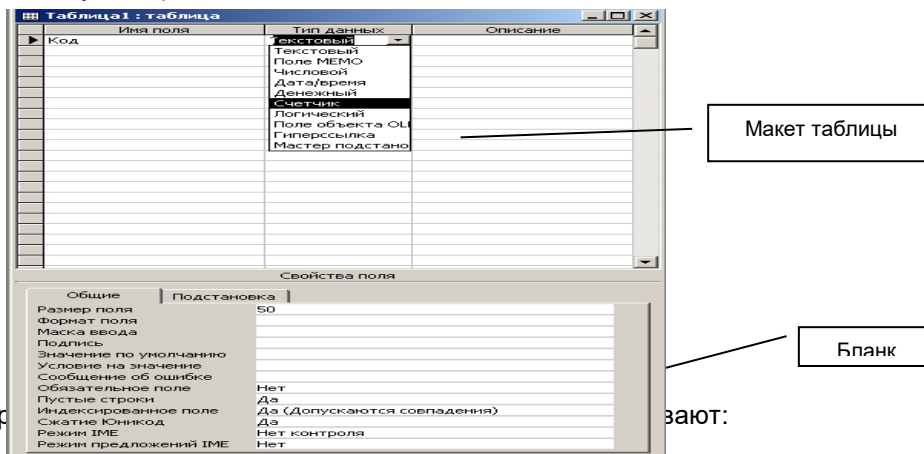 Таблица1 : таблица
Имя поля Тип данных Описание
Код Текстовый
Текстовый
Поле МЕМО
Числовой
Дата/время
Денежный
Счетчик
Логический
Поле объекта OLE
Гиперссылка
Мастер подстано
Макет таблицы
Свойства поля
Общие Подстановка
Размер поля 50
Формат поля
Маска ввода
Подпись
Значение по умолчанию
Условие на значение
Сообщение об ошибке
Обязательное поле Нет
Пустые строки Да
Индексированное поле Да (Допускаются совпадения)
Сжатие Юникод Да
Режим IME Нет контроля
Режим предложений IME Нет
Бланк
вают: